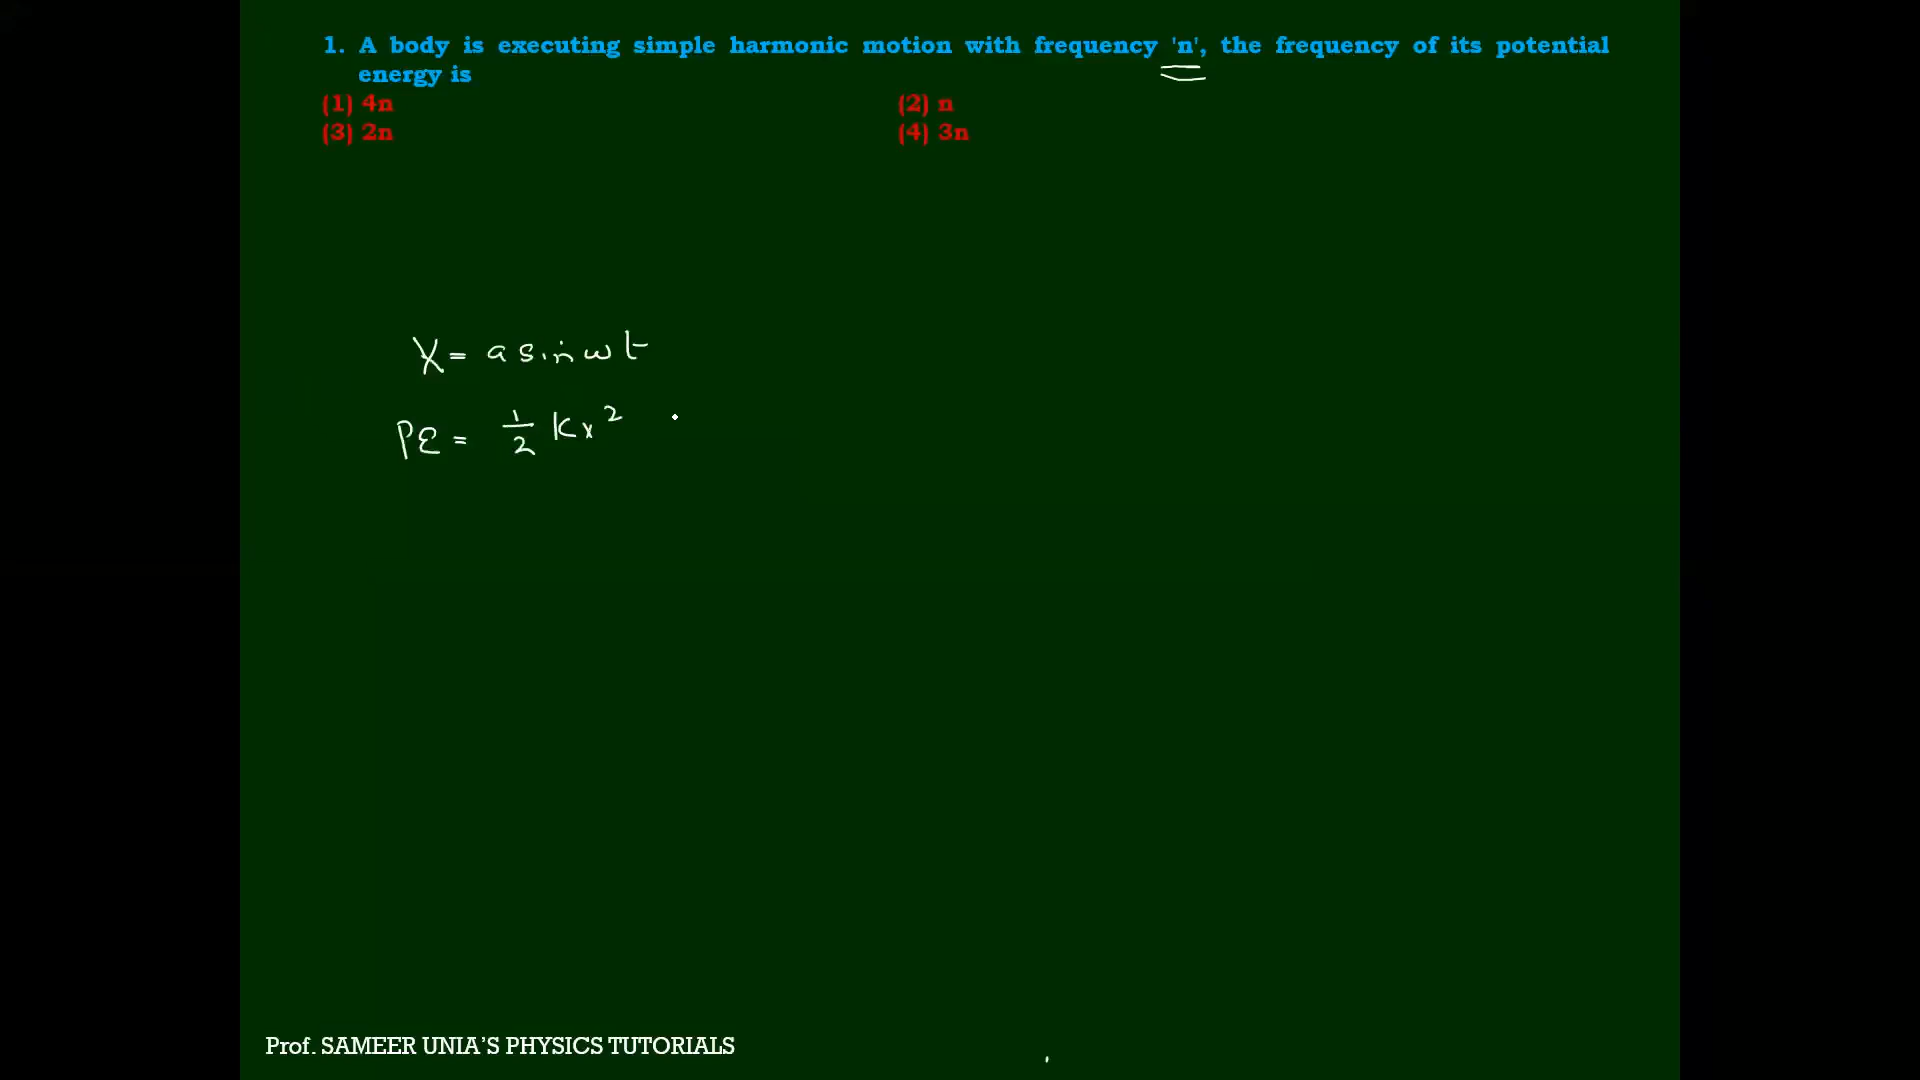 1. A body is executing simple harmonic motion with frequency 'n', the frequency of its potential
energy is
(1) 4n (2) n
(3) 2n (4) 3n
X = a sin ω t
PE = 1/2 Kx²
Prof. SAMEER UNIA’S PHYSICS TUTORIALS